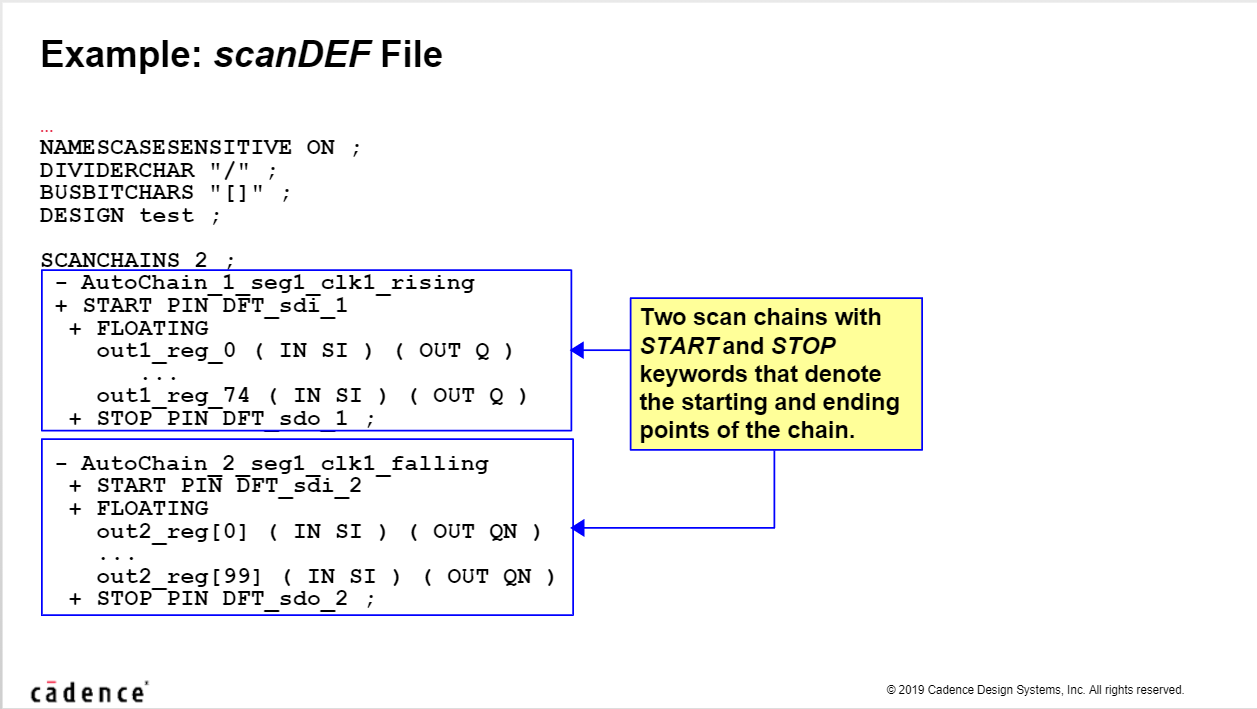 Example: scanDEF File
...
NAMESCASESENSITIVE ON ;
DIVIDERCHAR "/" ;
BUSBITCHARS "[]" ;
DESIGN test ;
SCANCHAINS 2 ;
- AutoChain_1_seg1_clk1_rising
+ START PIN DFT_sdi_1
+ FLOATING
out1_reg_0 ( IN SI ) ( OUT Q )
...
out1_reg_74 ( IN SI ) ( OUT Q )
+ STOP PIN DFT_sdo_1 ;
- AutoChain_2_seg1_clk1_falling
+ START PIN DFT_sdi_2
+ FLOATING
out2_reg[0] ( IN SI ) ( OUT QN )
...
out2_reg[99] ( IN SI ) ( OUT QN )
+ STOP PIN DFT_sdo_2 ;
Two scan chains with
START and STOP
keywords that denote
the starting and ending
points of the chain.
cādence
© 2019 Cadence Design Systems, Inc. All rights reserved.